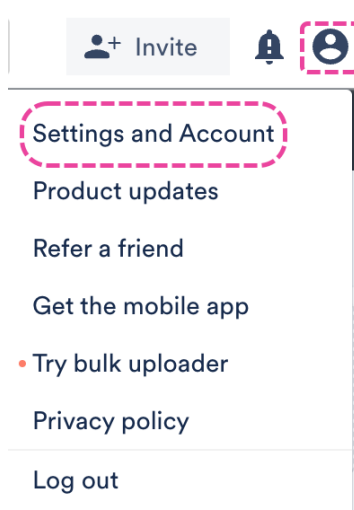 Invite
Settings and Account
Product updates
Refer a friend
Get the mobile app
Try bulk uploader
Privacy policy
Log out